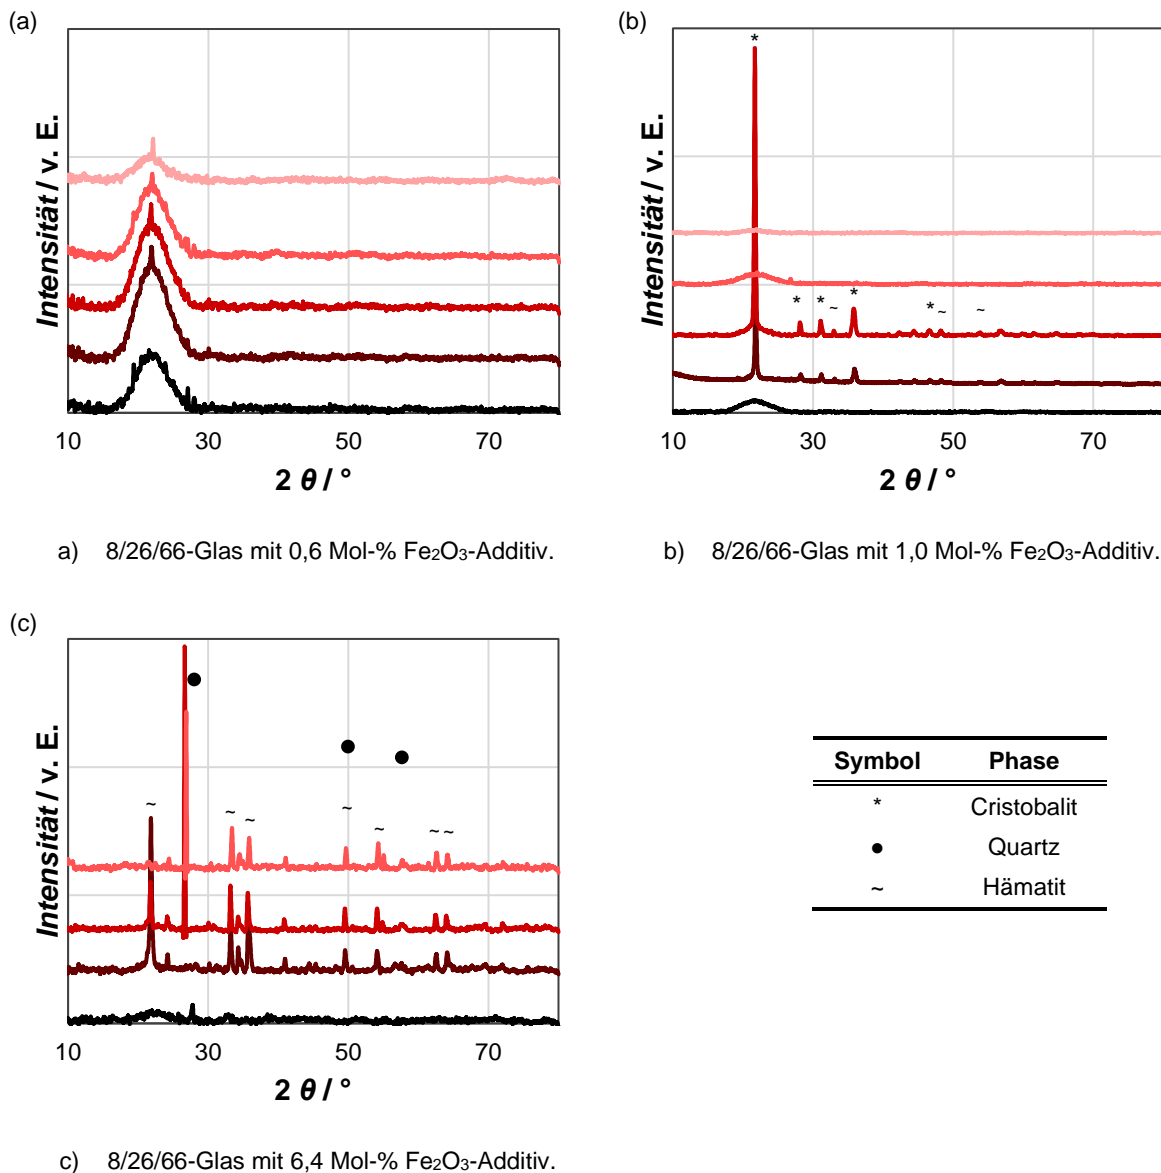 (a)
Intensität / v. E.
10 30 50 70
2 θ / °
a) 8/26/66-Glas mit 0,6 Mol-% Fe₂O₃-Additiv.
(b)
*
Intensität / v. E.
* * ~ * * ~ ~
10 30 50 70
2 θ / °
b) 8/26/66-Glas mit 1,0 Mol-% Fe₂O₃-Additiv.
(c)
Intensität / v. E.
● ● ●
~ ~ ~ ~ ~ ~ ~
10 30 50 70
2 θ / °
c) 8/26/66-Glas mit 6,4 Mol-% Fe₂O₃-Additiv.
Symbol Phase
* Cristobalit
● Quartz
~ Hämatit